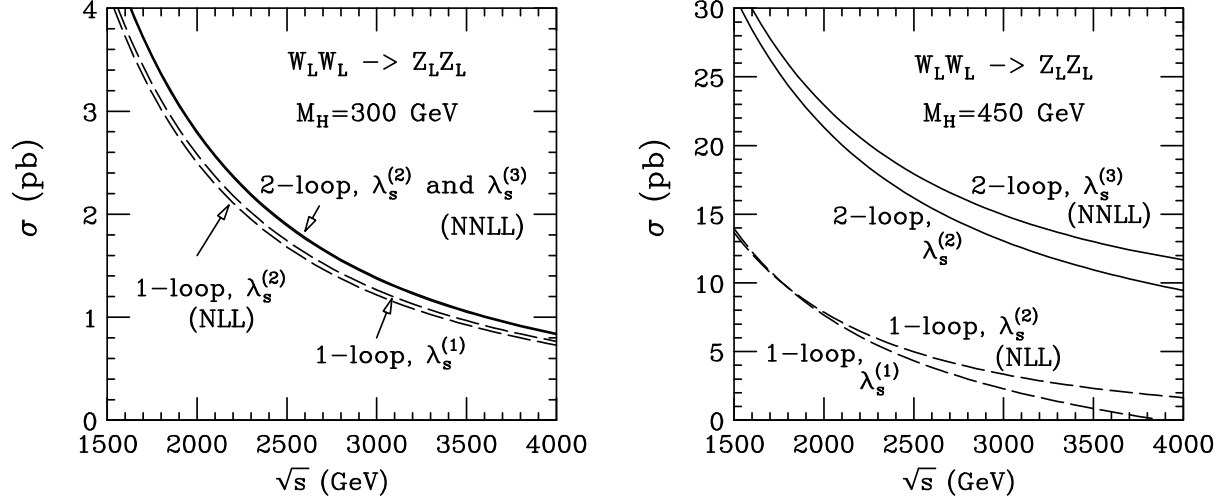 4
3
2
1
0
σ (pb)
W_L W_L -> Z_L Z_L
M_H=300 GeV
2-loop, λ_s^(2) and λ_s^(3)
(NNLL)
1-loop, λ_s^(2)
(NLL)
1-loop, λ_s^(1)
1500 2000 2500 3000 3500 4000
√s (GeV)
30
25
20
15
10
5
0
σ (pb)
W_L W_L -> Z_L Z_L
M_H=450 GeV
2-loop, λ_s^(3)
(NNLL)
2-loop,
λ_s^(2)
1-loop, λ_s^(2)
(NLL)
1-loop,
λ_s^(1)
1500 2000 2500 3000 3500 4000
√s (GeV)